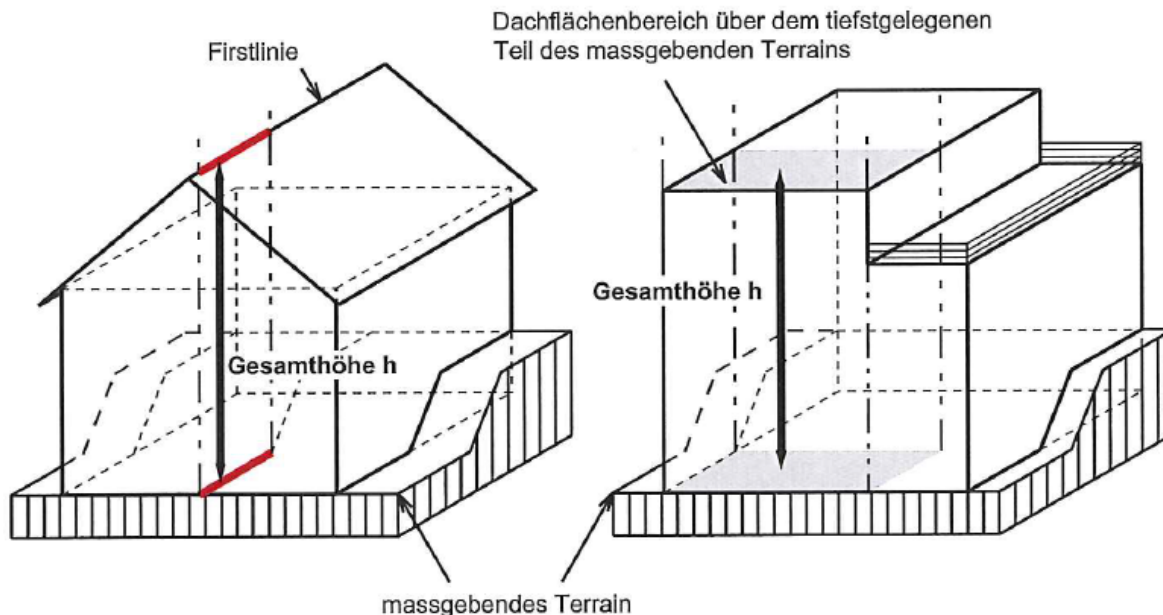 Firstlinie
Dachflächenbereich über dem tiefstgelegenen
Teil des massgebenden Terrains
Gesamthöhe h
Gesamthöhe h
massgebendes Terrain